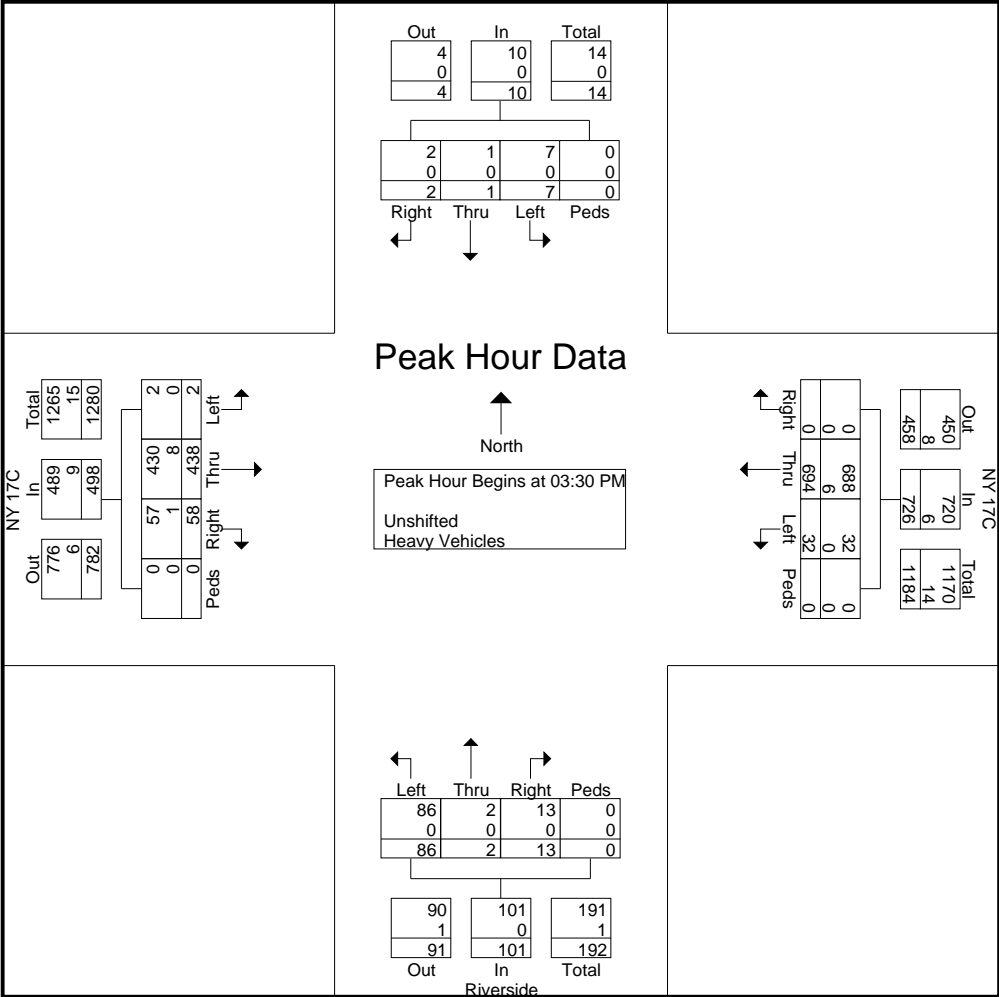 Out In Total
4 10 14
0 0 0
4 10 14
2 1 7 0
0 0 0 0
2 1 7 0
Right Thru Left Peds
Peak Hour Data
North
Peak Hour Begins at 03:30 PM
Unshifted
Heavy Vehicles
NY 17C
Out In Total
776 489 1265
6 9 15
782 498 1280
Peds Right Thru Left
0 57 430 2
0 1 8 0
0 58 438 2
NY 17C
Out In Total
450 720 1170
8 6 14
458 726 1184
0 688 32 0
0 6 0 0
0 694 32 0
Right Thru Left Peds
Left Thru Right Peds
86 2 13 0
0 0 0 0
86 2 13 0
90 101 191
1 0 1
91 101 192
Out In Total
Riverside